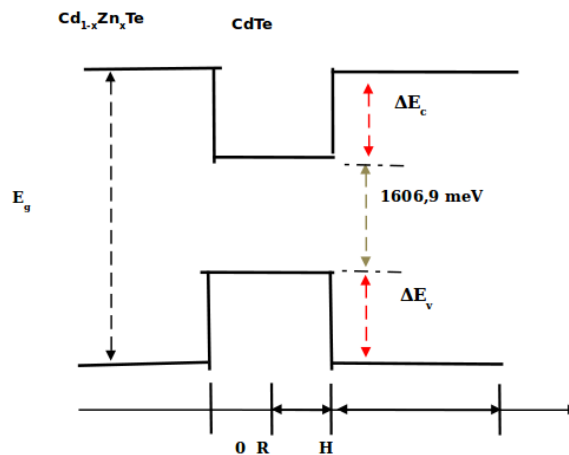 Cd1-xZnxTe CdTe
ΔEc
Eg
1606,9 meV
ΔEv
0 R H